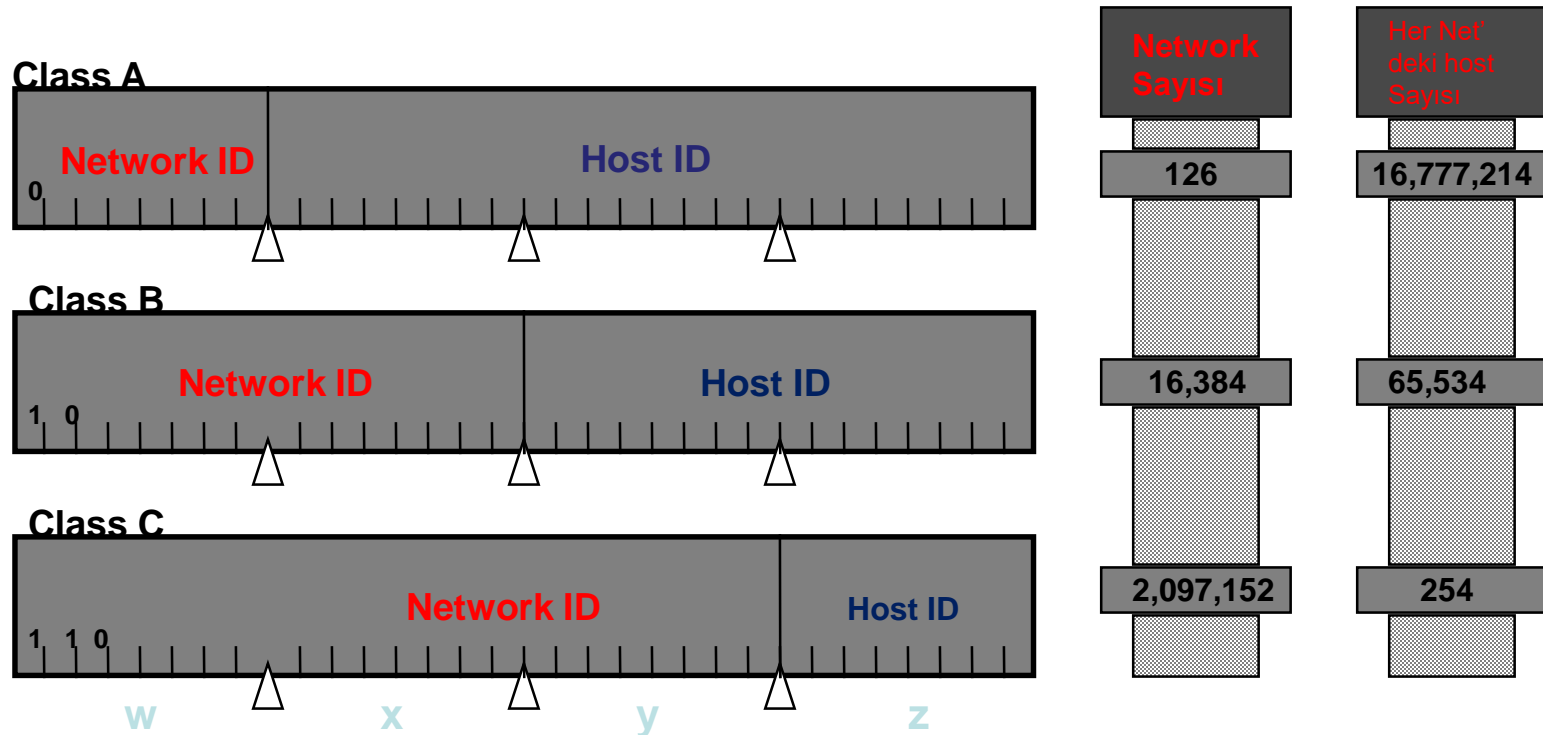 Class A
Network ID
Host ID
0
Class B
Network ID
Host ID
1 0
Class C
Network ID
Host ID
1 1 0
w x y z
Network
Sayısı
126
16,384
2,097,152
Her Net'
deki host
Sayısı
16,777,214
65,534
254